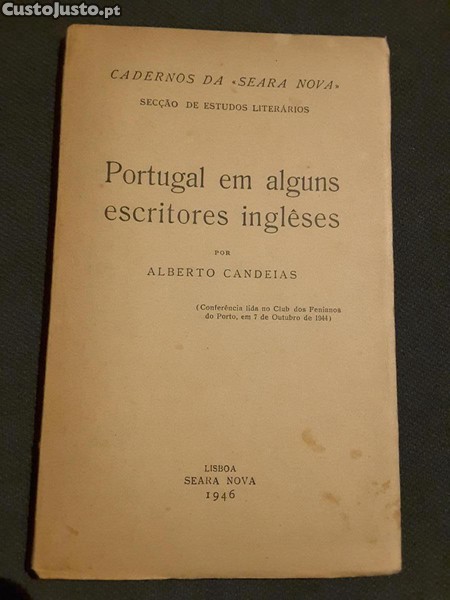 CustoJusto.pt
CADERNOS DA «SEARA NOVA»
SECÇÃO DE ESTUDOS LITERÁRIOS
Portugal em alguns
escritores inglêses
POR
ALBERTO CANDEIAS
(Conferência lida no Club dos Fenianos
do Porto, em 7 de Outubro de 1944)
LISBOA
SEARA NOVA
1946